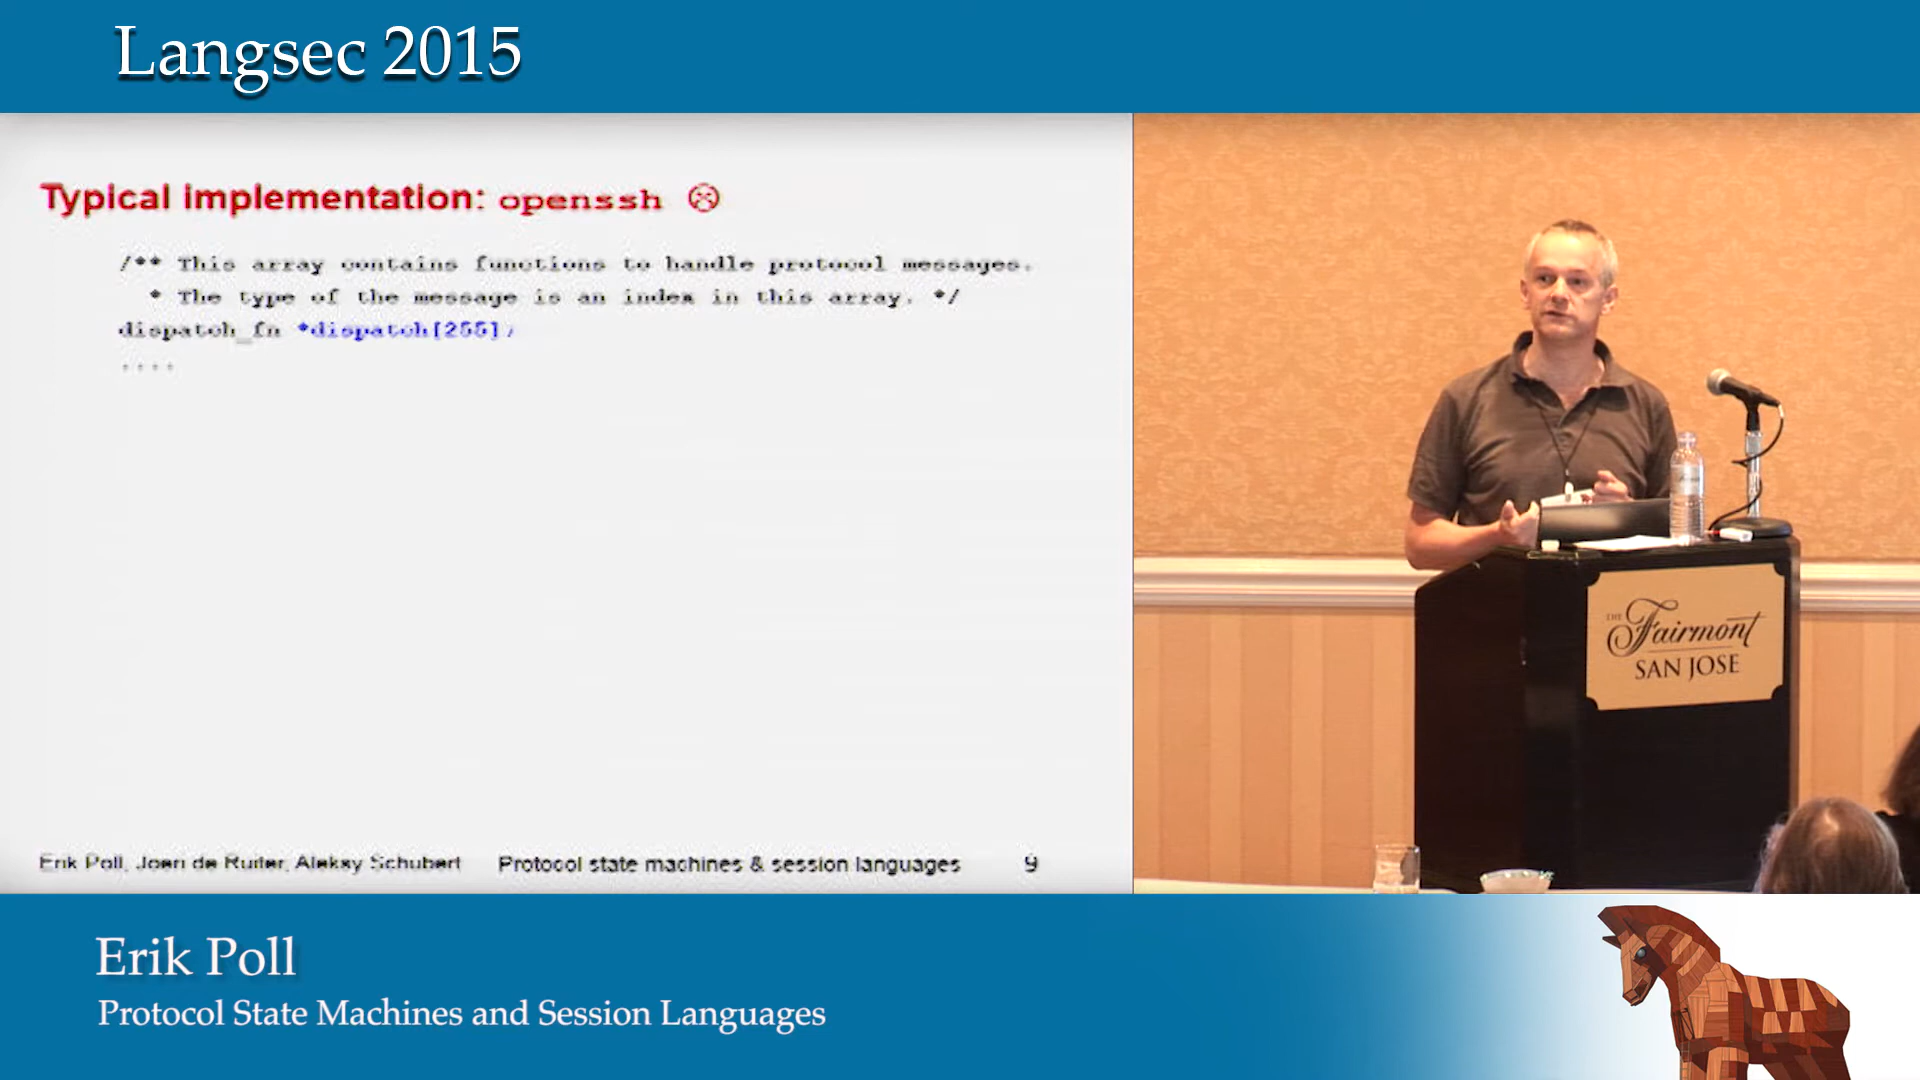 Langsec 2015
Typical implementation: openssh ☹
/** This array contains functions to handle protocol messages.
* The type of the message is an index in this array. */
dispatch_fn *dispatch[255];
....
Erik Poll, Joeri de Ruiter, Aleksy Schubert Protocol state machines & session languages 9
THE
Fairmont
SAN JOSE
Erik Poll
Protocol State Machines and Session Languages